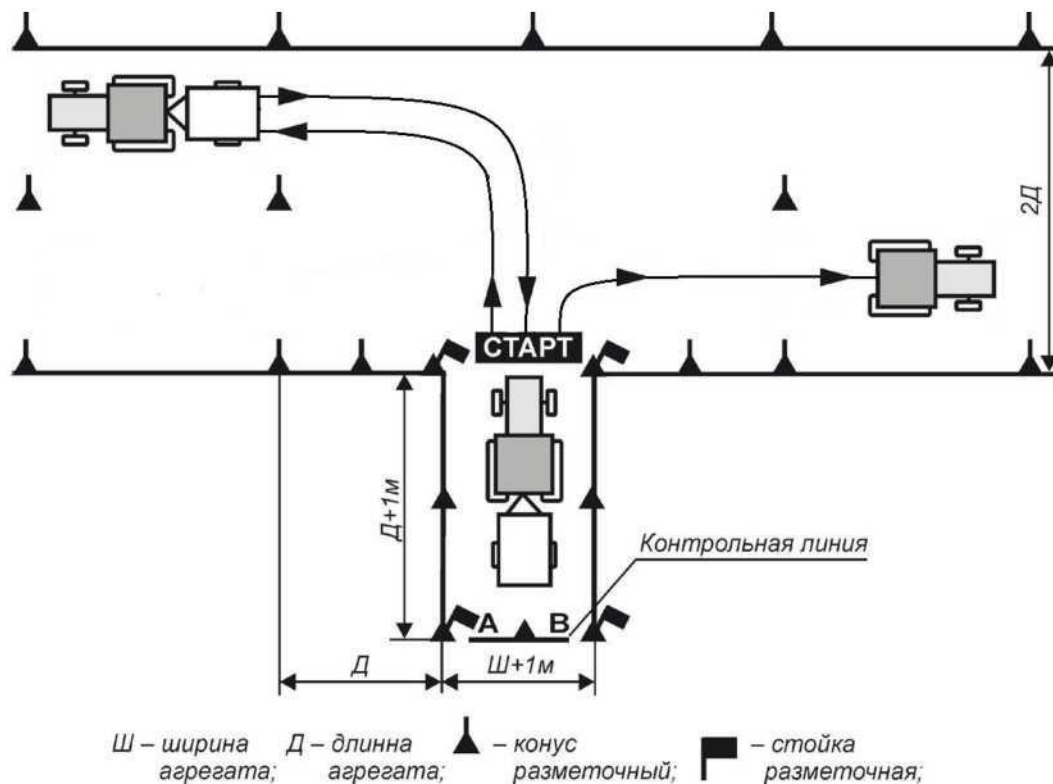 2Д
СТАРТ
Д+1м
Контрольная линия
А В
Д
Ш+1м
Ш – ширина агрегата;
Д – длинна агрегата;
– конус разметочный;
– стойка разметочная;